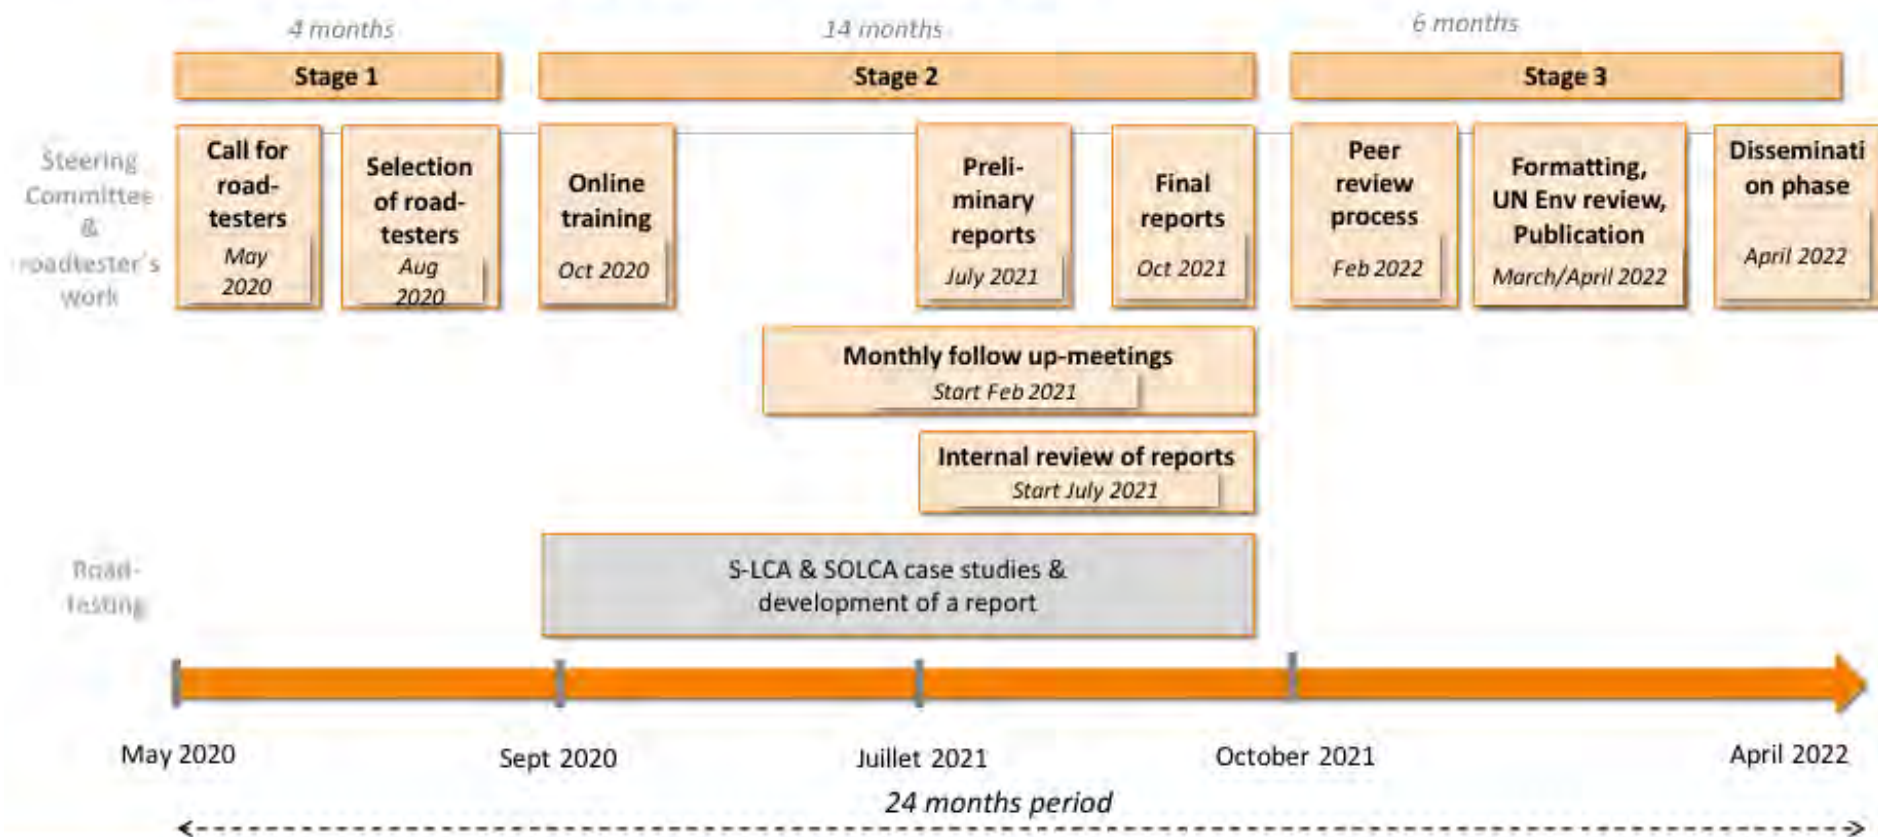 4 months
14 months
6 months
Stage 1
Stage 2
Stage 3
Steering
Committee
&
roadtester's
work
Call for
road-
testers
May
2020
Selection
of road-
testers
Aug
2020
Online
training
Oct 2020
Preli-
minary
reports
July 2021
Final
reports
Oct 2021
Peer
review
process
Feb 2022
Formatting,
UN Env review,
Publication
March/April 2022
Disseminati
on phase
April 2022
Monthly follow up-meetings
Start Feb 2021
Internal review of reports
Start July 2021
Road-
Testing
S-LCA & SOLCA case studies &
development of a report
May 2020
Sept 2020
Juillet 2021
October 2021
April 2022
24 months period